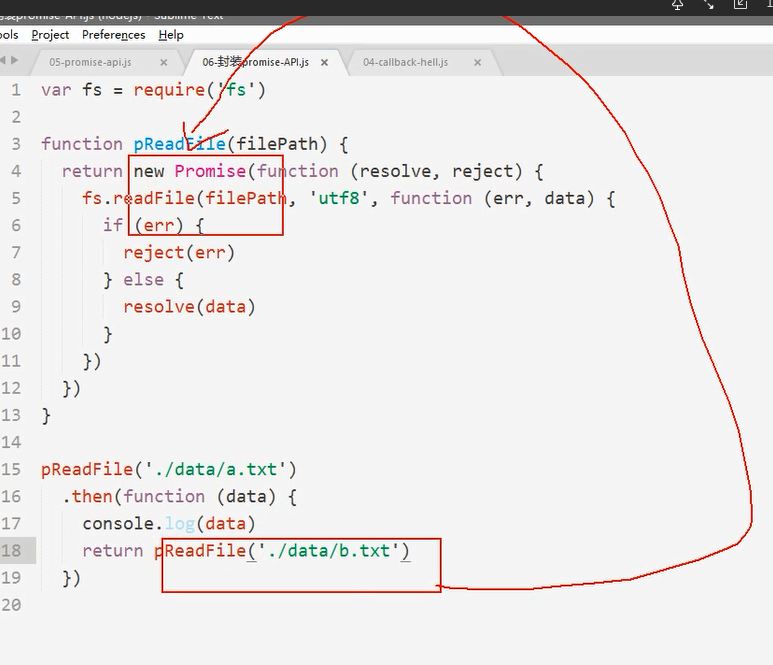 封装promise-API.js (nodejs) - Sublime Text
ols Project Preferences Help
05-promise-api.js × 06-封装promise-API.js × 04-callback-hell.js ×
1 var fs = require('fs')
2
3 function pReadFile(filePath) {
4 return new Promise(function (resolve, reject) {
5 fs.readFile(filePath, 'utf8', function (err, data) {
6 if (err) {
7 reject(err)
8 } else {
9 resolve(data)
10 }
11 })
12 })
13 }
14
15 pReadFile('./data/a.txt')
16 .then(function (data) {
17 console.log(data)
18 return pReadFile('./data/b.txt')
19 })
20